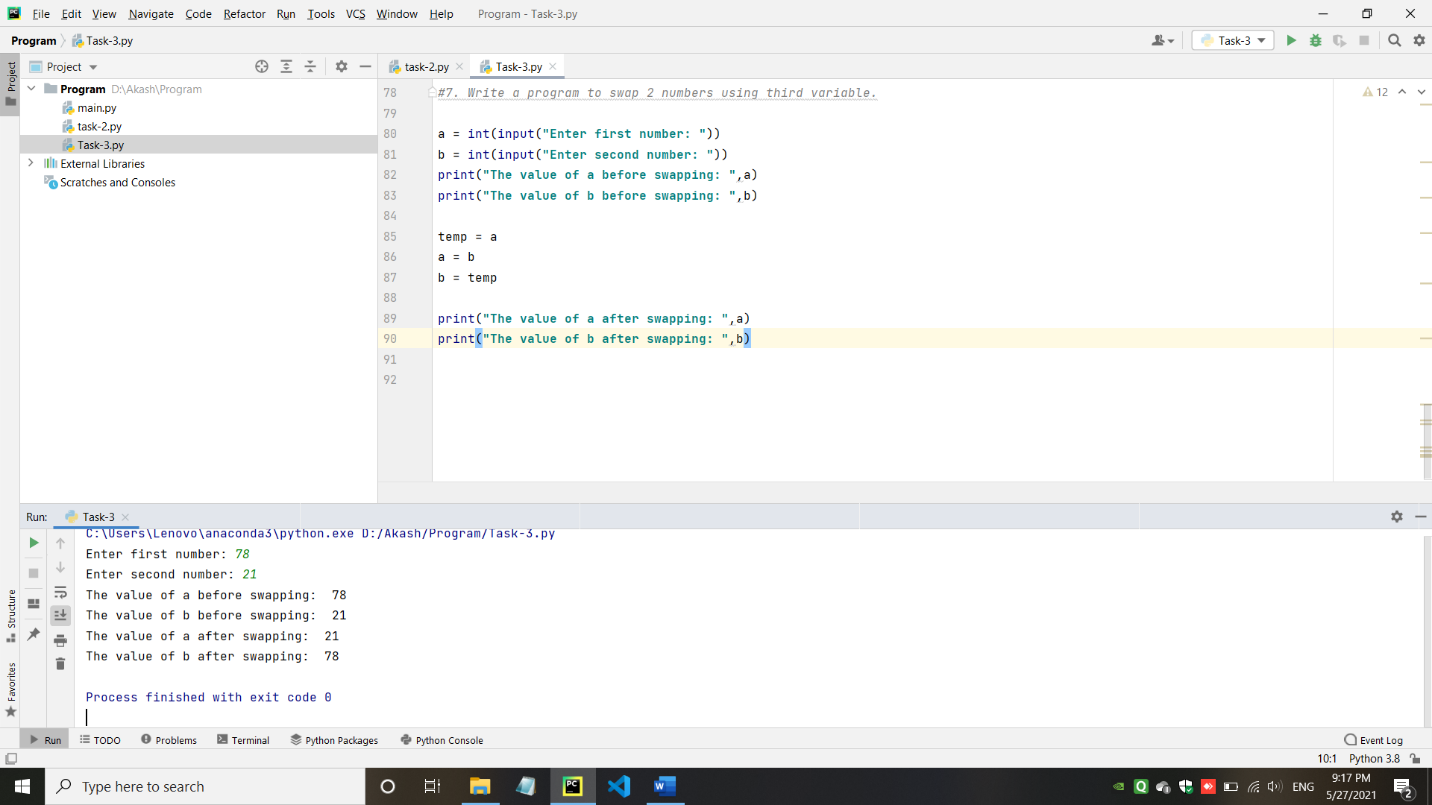 File Edit View Navigate Code Refactor Run Tools VCS Window Help Program - Task-3.py
Program Task-3.py Task-3
Project task-2.py Task-3.py
Project
Program D:\Akash\Program
main.py
task-2.py
Task-3.py
External Libraries
Scratches and Consoles
12
78 #7. Write a program to swap 2 numbers using third variable.
79
80 a = int(input("Enter first number: "))
81 b = int(input("Enter second number: "))
82 print("The value of a before swapping: ",a)
83 print("The value of b before swapping: ",b)
84
85 temp = a
86 a = b
87 b = temp
88
89 print("The value of a after swapping: ",a)
90 print("The value of b after swapping: ",b)
91
92
Run: Task-3
C:\Users\Lenovo\anaconda3\python.exe D:/Akash/Program/Task-3.py
Enter first number: 78
Enter second number: 21
The value of a before swapping:  78
The value of b before swapping:  21
The value of a after swapping:  21
The value of b after swapping:  78
Process finished with exit code 0
Structure
Favorites
Run TODO Problems Terminal Python Packages Python Console Event Log
10:1 Python 3.8
Type here to search
PC
W
Q
ENG
9:17 PM
5/27/2021
2